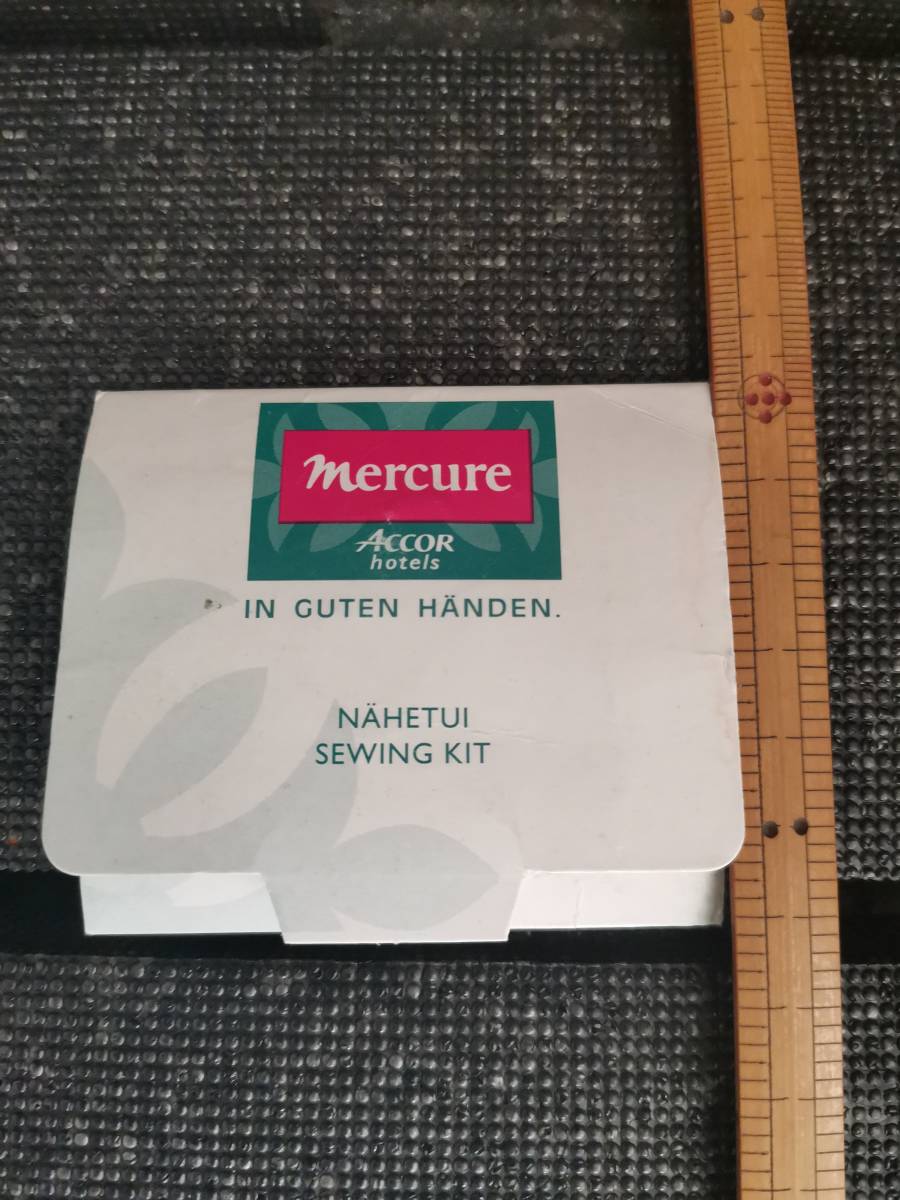 Mercure
ACCOR
hotels
IN GUTEN HÄNDEN.
NÄHETUI
SEWING KIT